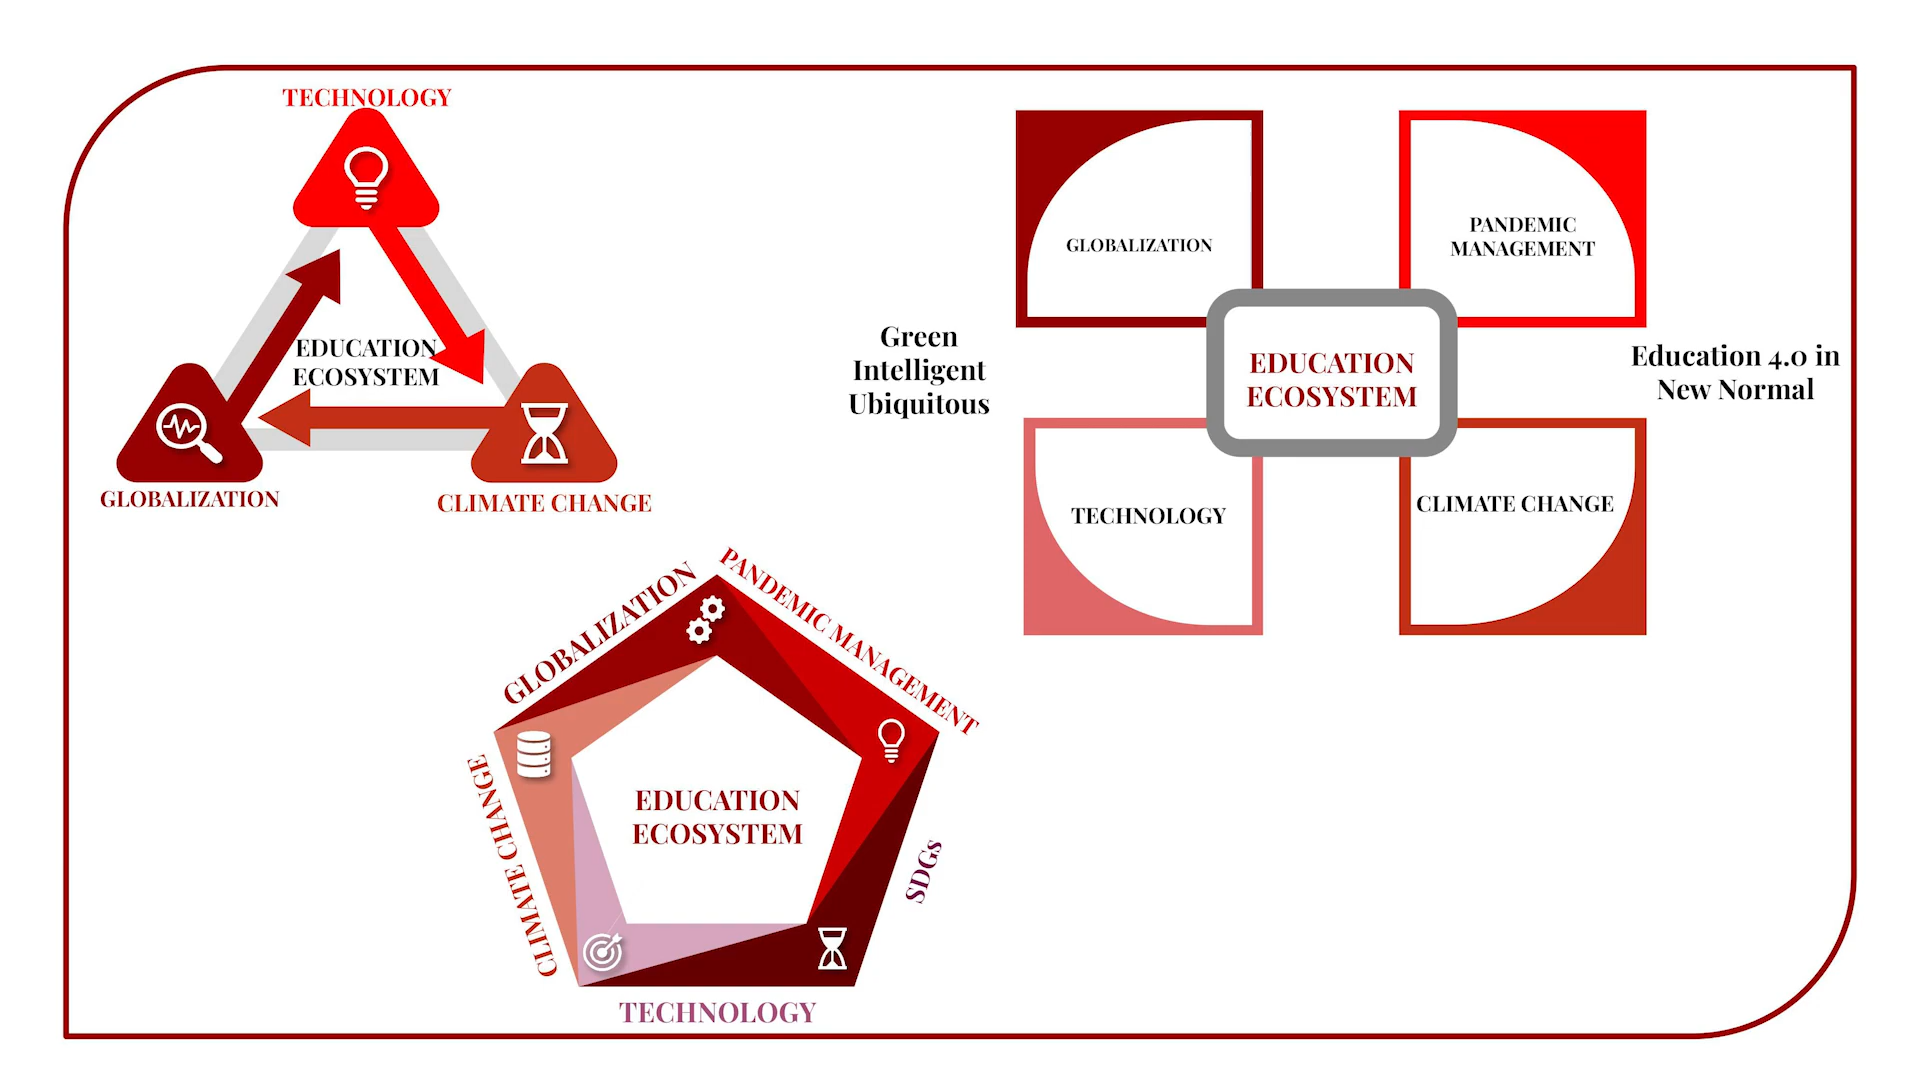 TECHNOLOGY
EDUCATION
ECOSYSTEM
GLOBALIZATION
CLIMATE CHANGE
GLOBALIZATION
PANDEMIC
MANAGEMENT
Green
Intelligent
Ubiquitous
EDUCATION
ECOSYSTEM
Education 4.0 in
New Normal
TECHNOLOGY
CLIMATE CHANGE
GLOBALIZATION
PANDEMIC MANAGEMENT
CLIMATE CHANGE
EDUCATION
ECOSYSTEM
SDGs
TECHNOLOGY